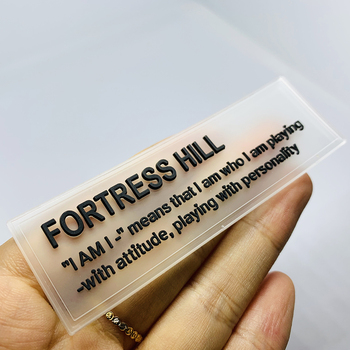 FORTRESS HILL
"I AM I -" means that I am who I am playing
-with attitude, playing with personality